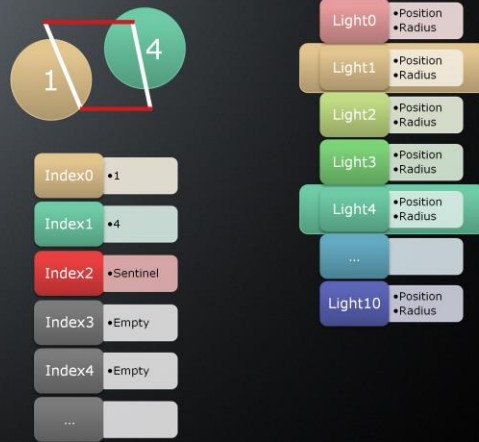 1
4
Index0
•1
Index1
•4
Index2
•Sentinel
Index3
•Empty
Index4
•Empty
...
Light0
•Position
•Radius
Light1
•Position
•Radius
Light2
•Position
•Radius
Light3
•Position
•Radius
Light4
•Position
•Radius
...
Light10
•Position
•Radius